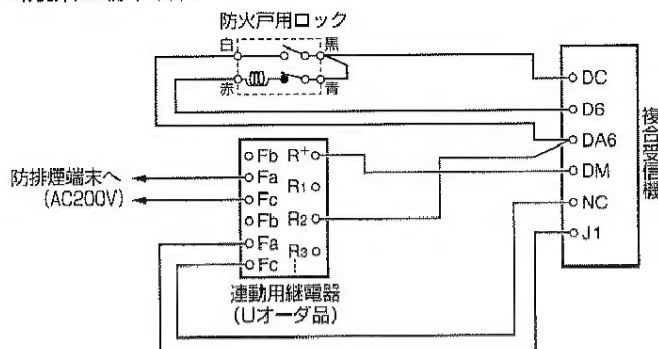 防火戸用ロック
白
黒
赤
青
DC
D6
DA6
DM
NC
J1
複合受信機
Fb R+
Fa
R1
Fc
Fb R2
Fa
R3
Fc
防排煙端末へ
(AC200V)
連動用継電器
(Uオーダ品)